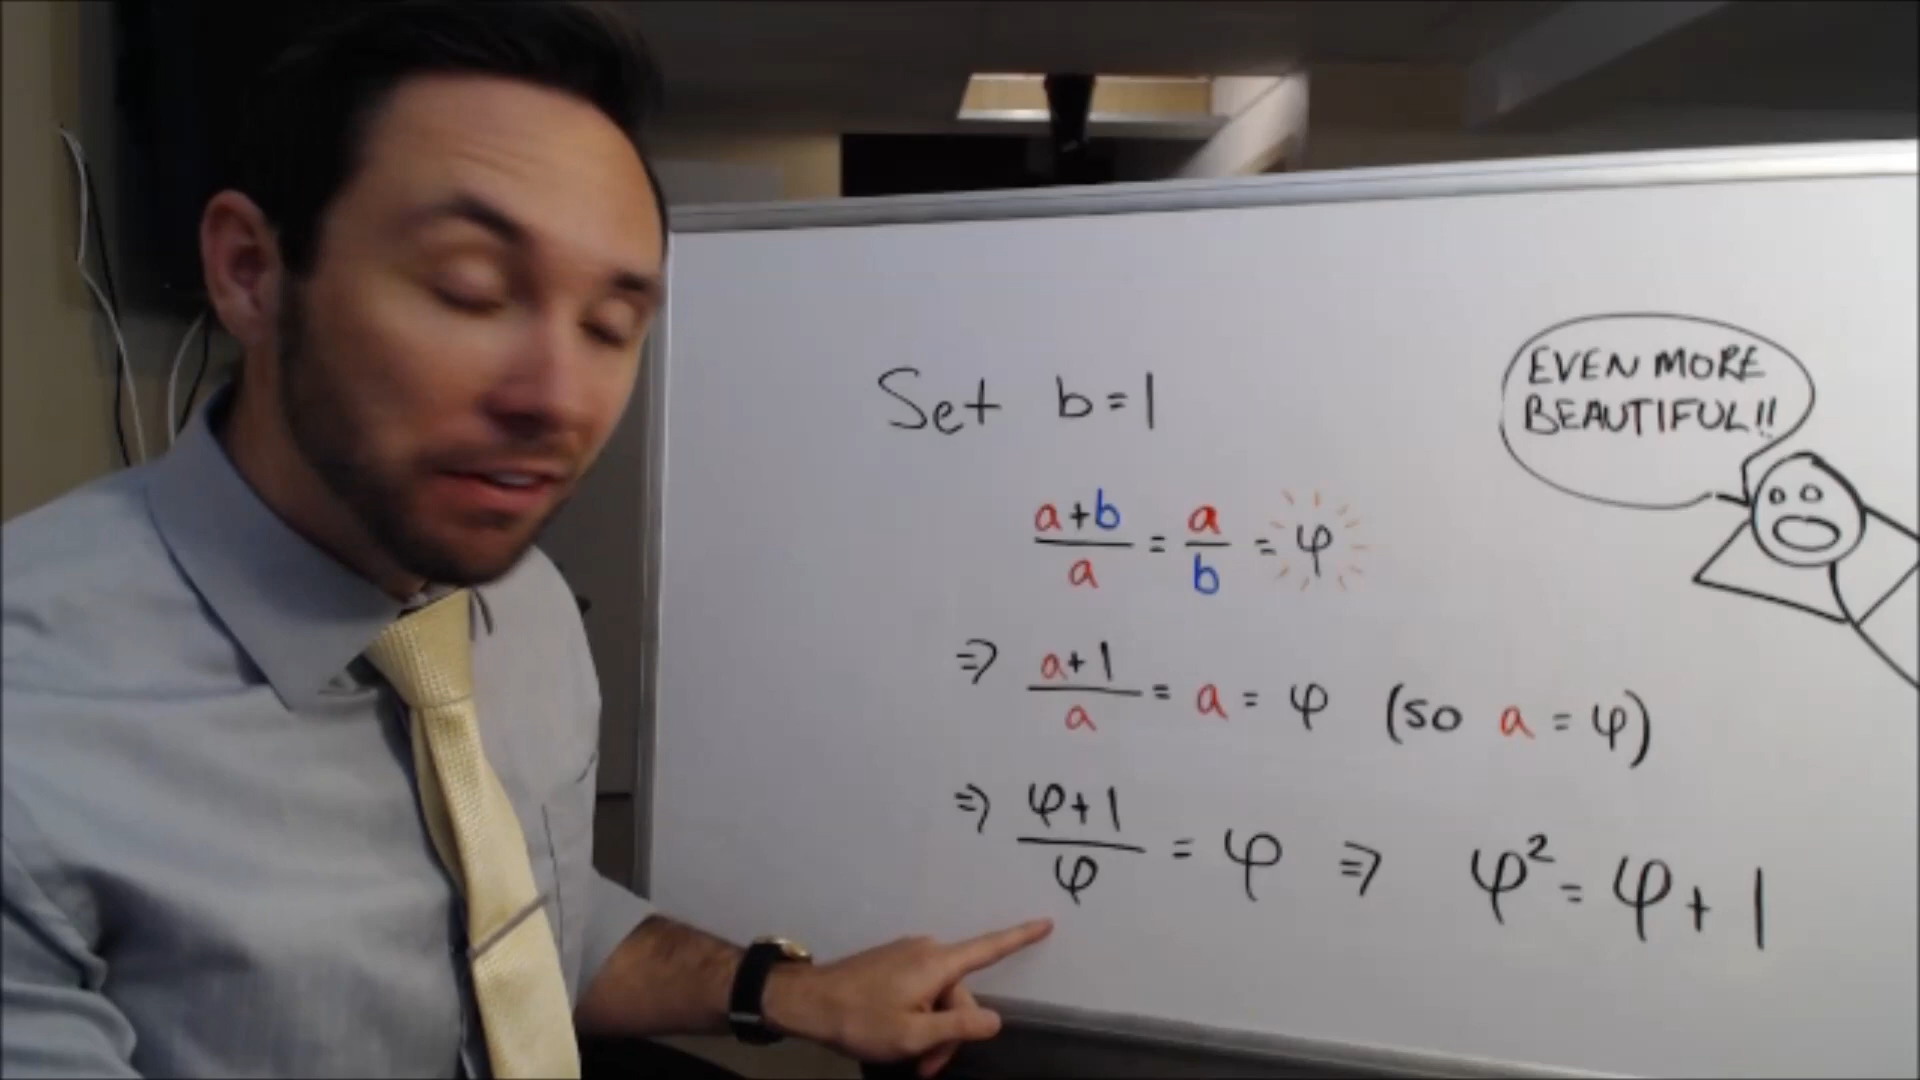 EVEN MORE
BEAUTIFUL!!
Set b=1
a+b/a = a/b = φ
⇒ a+1/a = a = φ (so a = φ)
⇒ φ+1/φ = φ ⇒ φ² = φ + 1